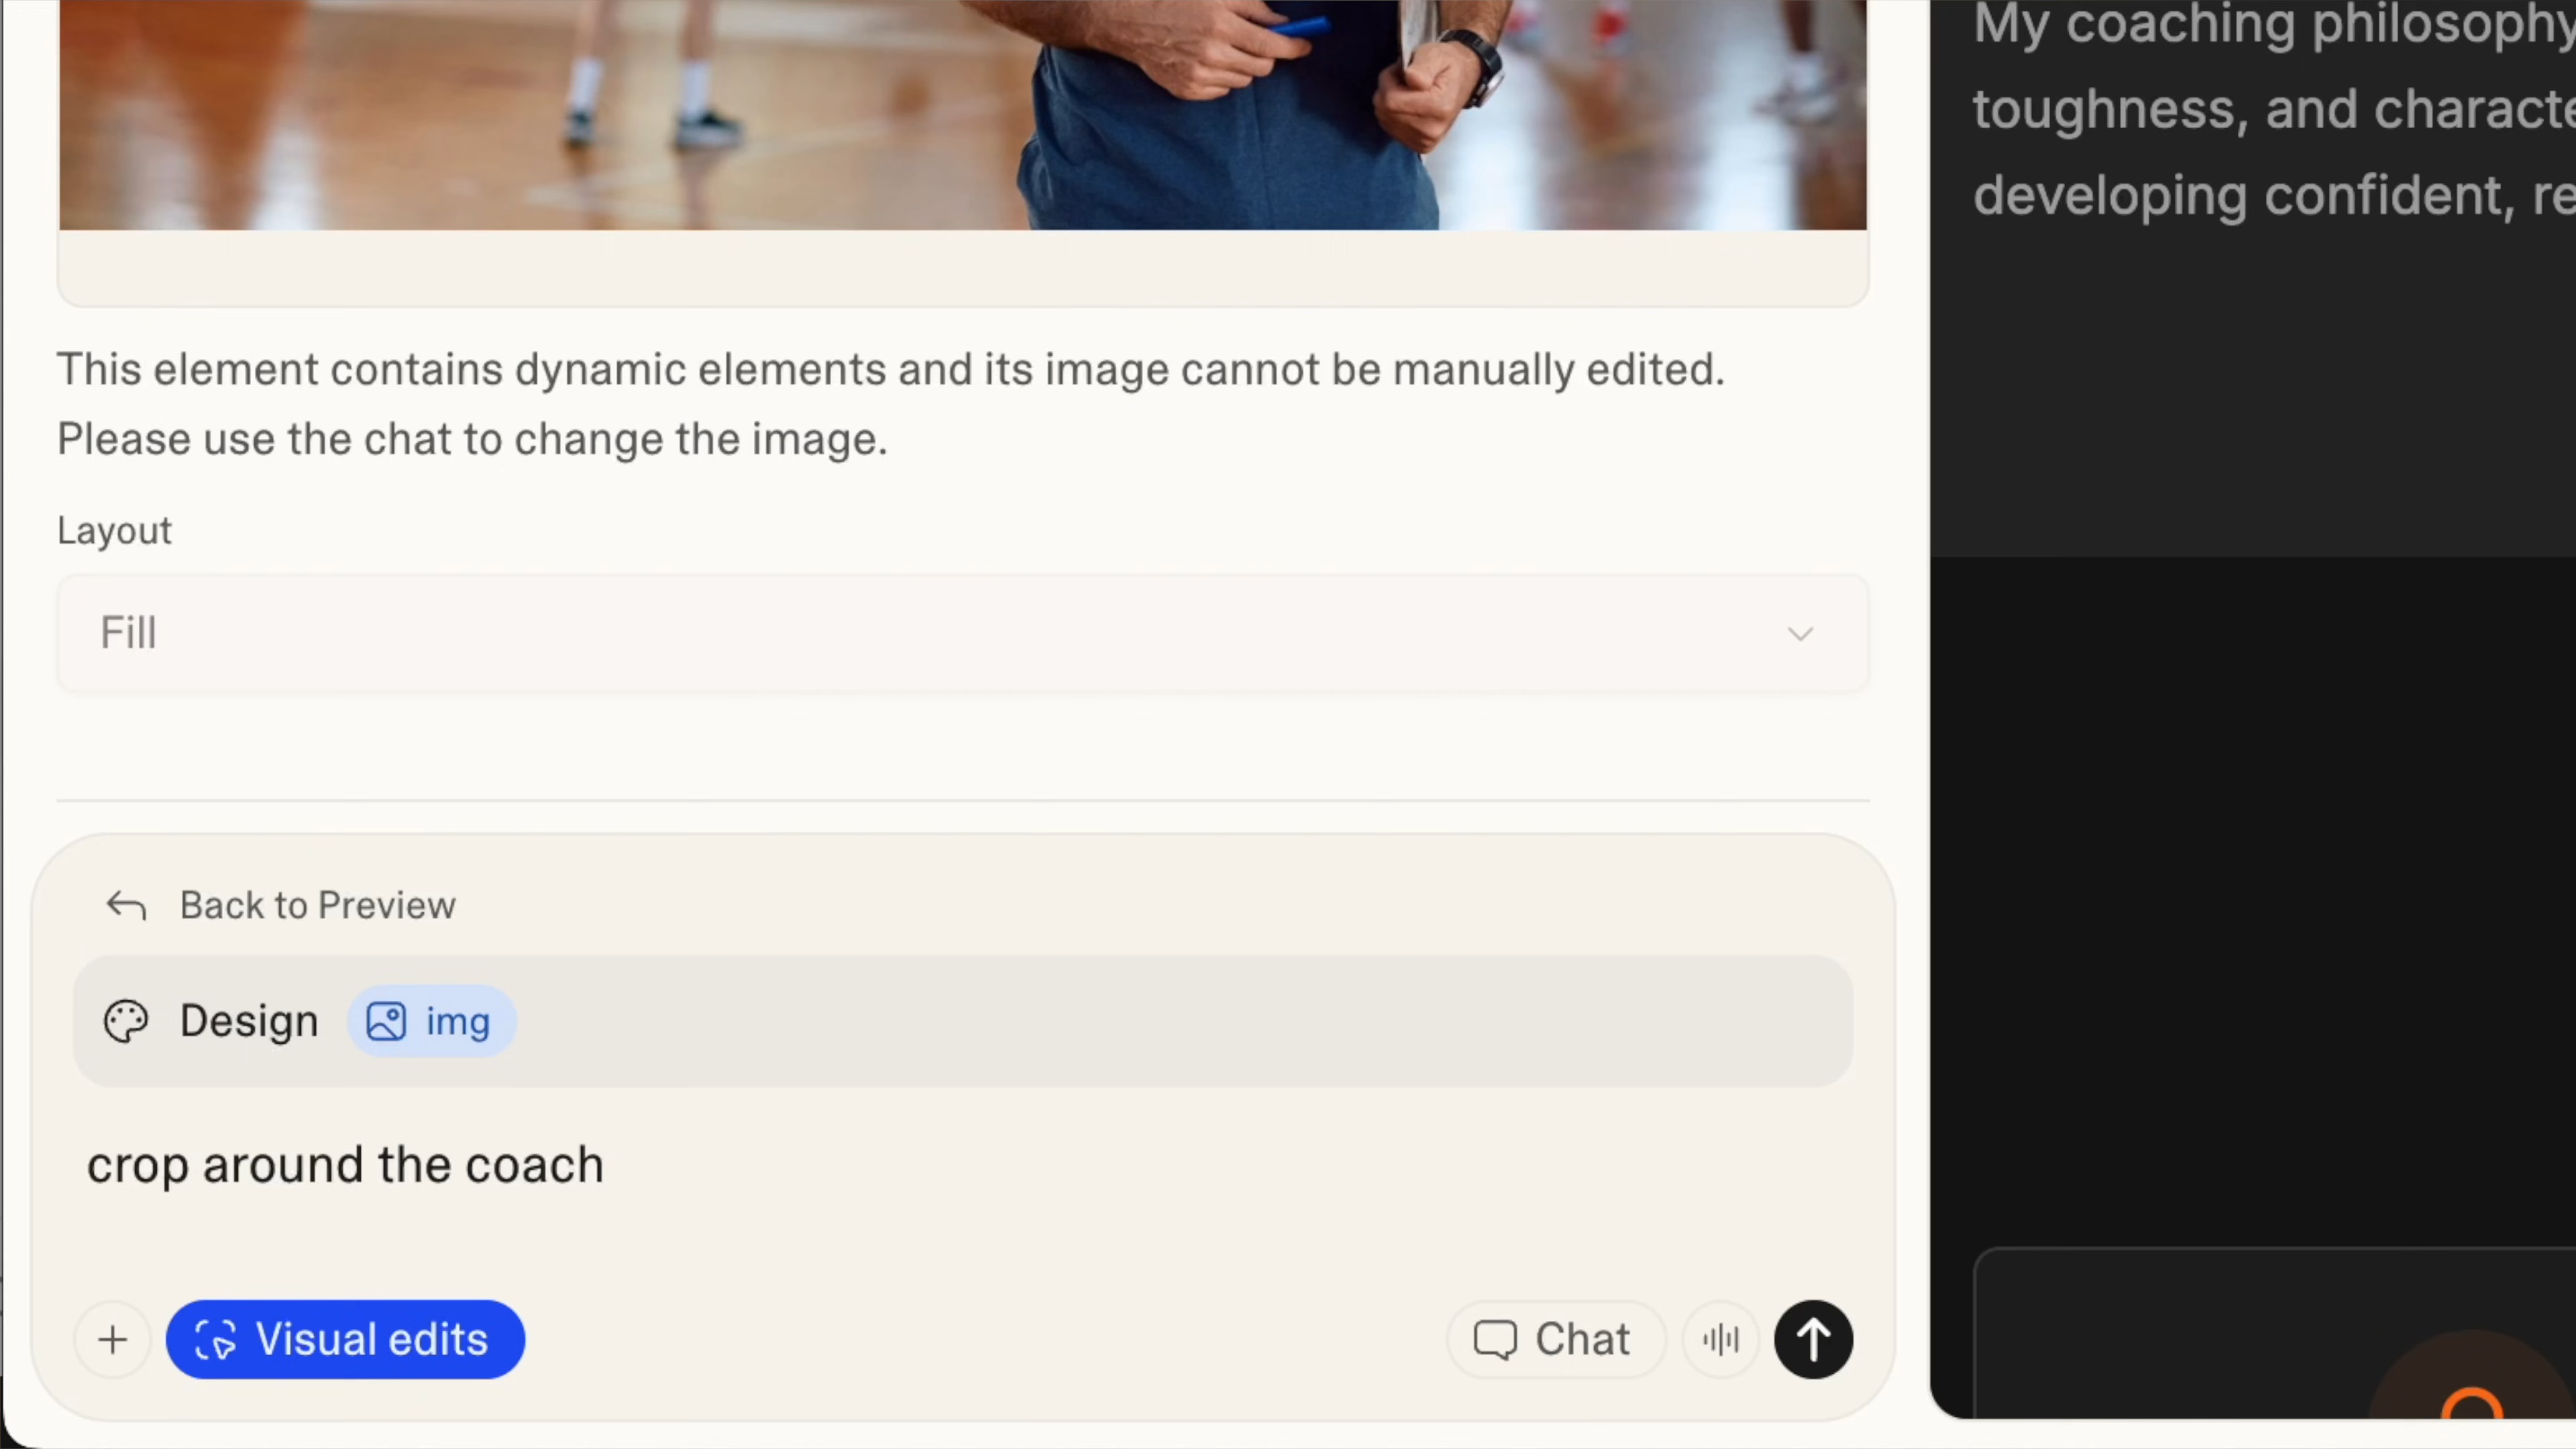 My coaching philosophy
toughness, and characte
developing confident, re
This element contains dynamic elements and its image cannot be manually edited.
Please use the chat to change the image.
Layout
Fill
Back to Preview
Design
img
crop around the coach
Visual edits
Chat